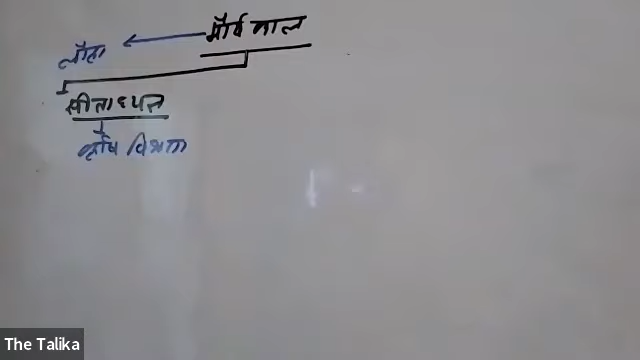 मौर्य काल
लोहा
सीताध्यक्ष
कृषि विभाग
The Talika